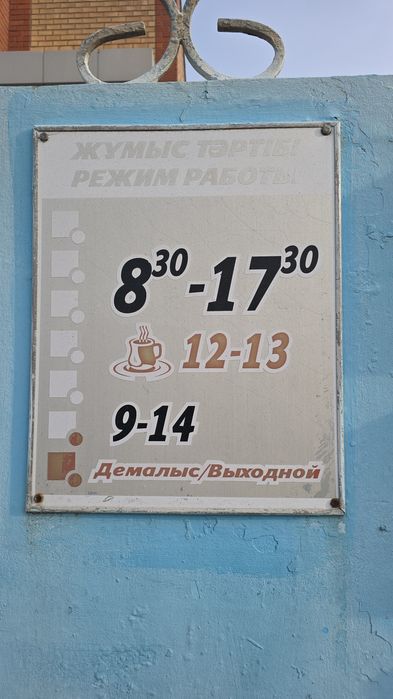 ЖҰМЫС ТӘРТІБІ
РЕЖИМ РАБОТЫ
8³⁰-17³⁰
12-13
9-14
Демалыс/Выходной